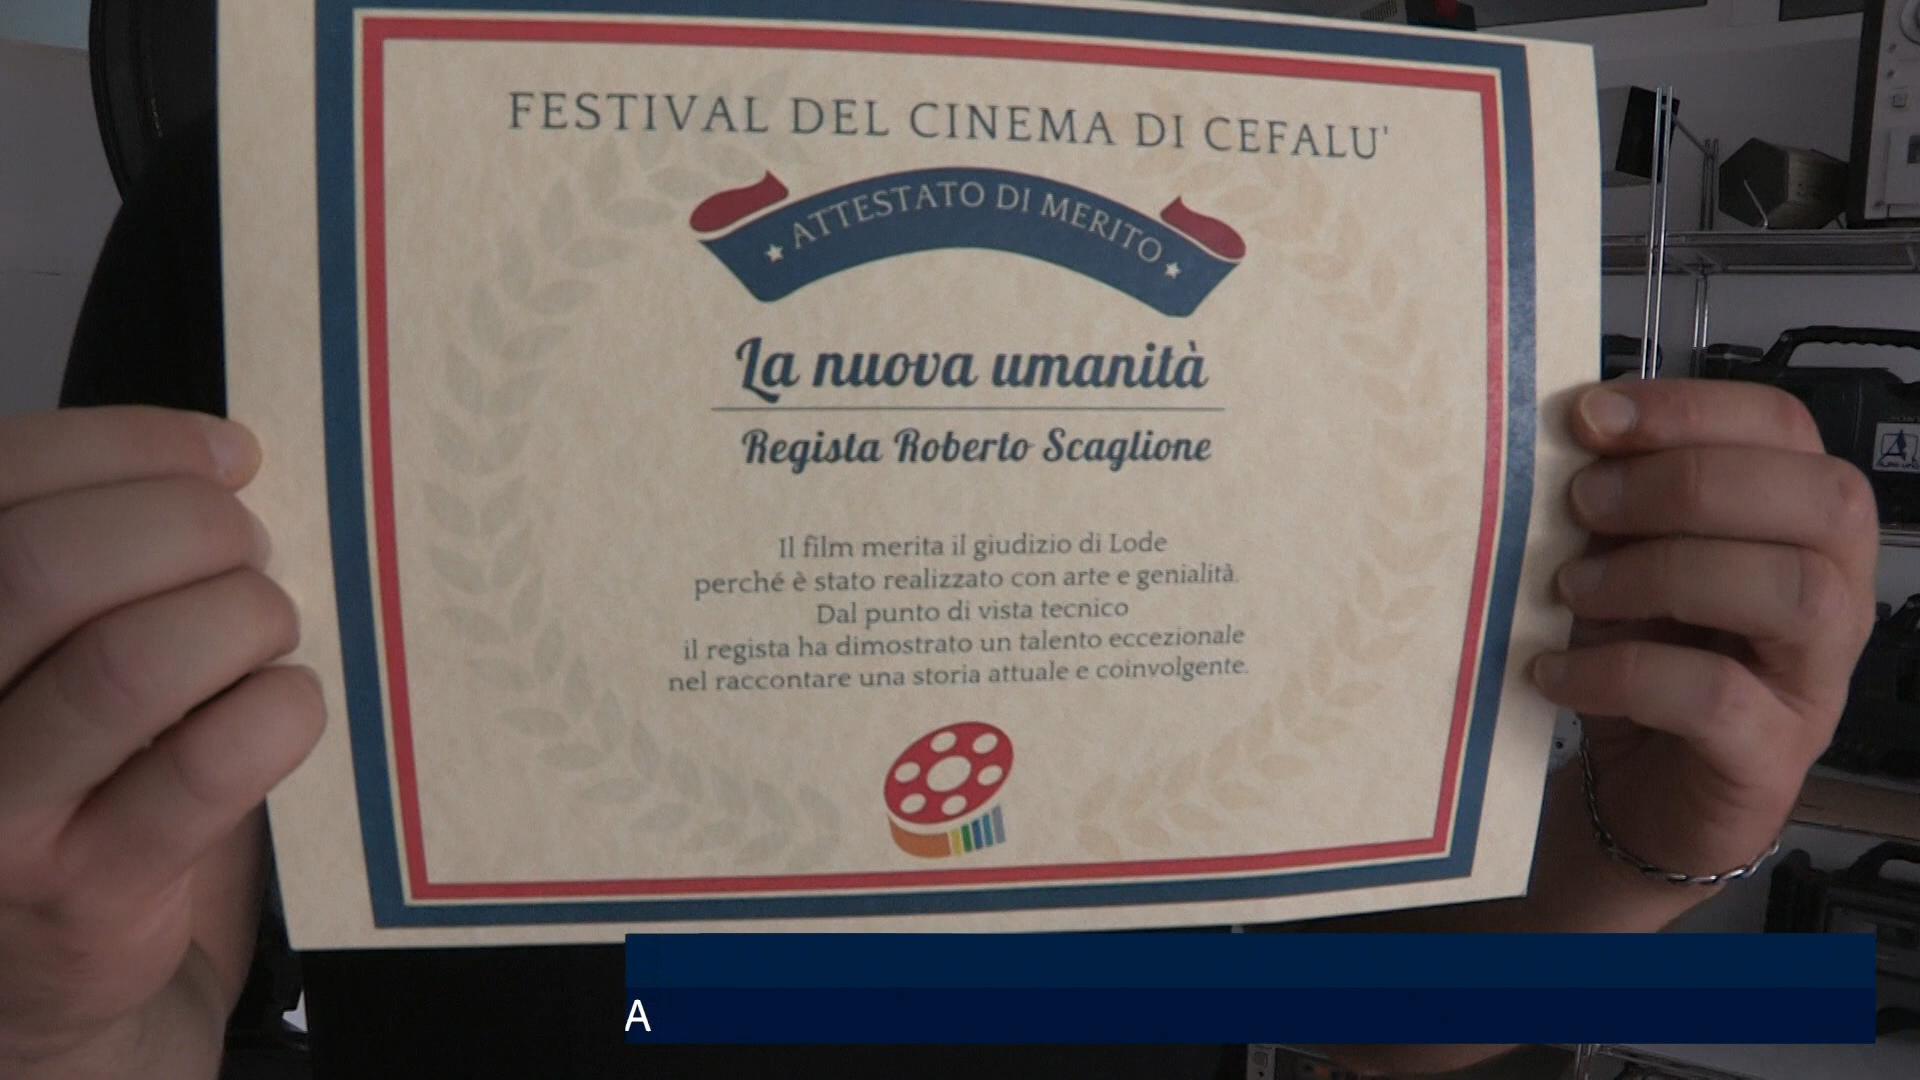 FESTIVAL DEL CINEMA DI CEFALU'
ATTESTATO DI MERITO
La nuova umanità
Regista Roberto Scaglione
Il film merita il giudizio di Lode
perché è stato realizzato con arte e genialità.
Dal punto di vista tecnico
il regista ha dimostrato un talento eccezionale
nel raccontare una storia attuale e coinvolgente.
A